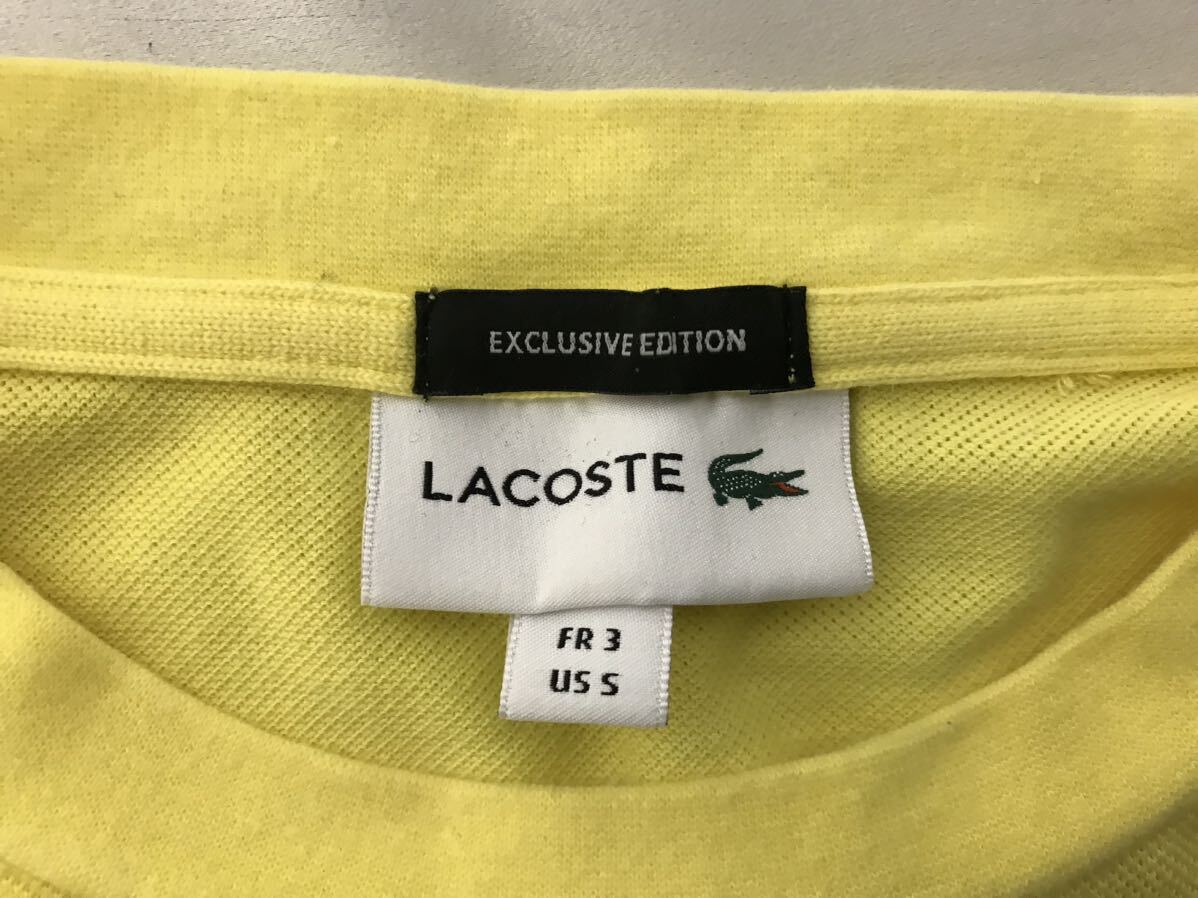 EXCLUSIVE EDITION
LACOSTE
FR 3
US S